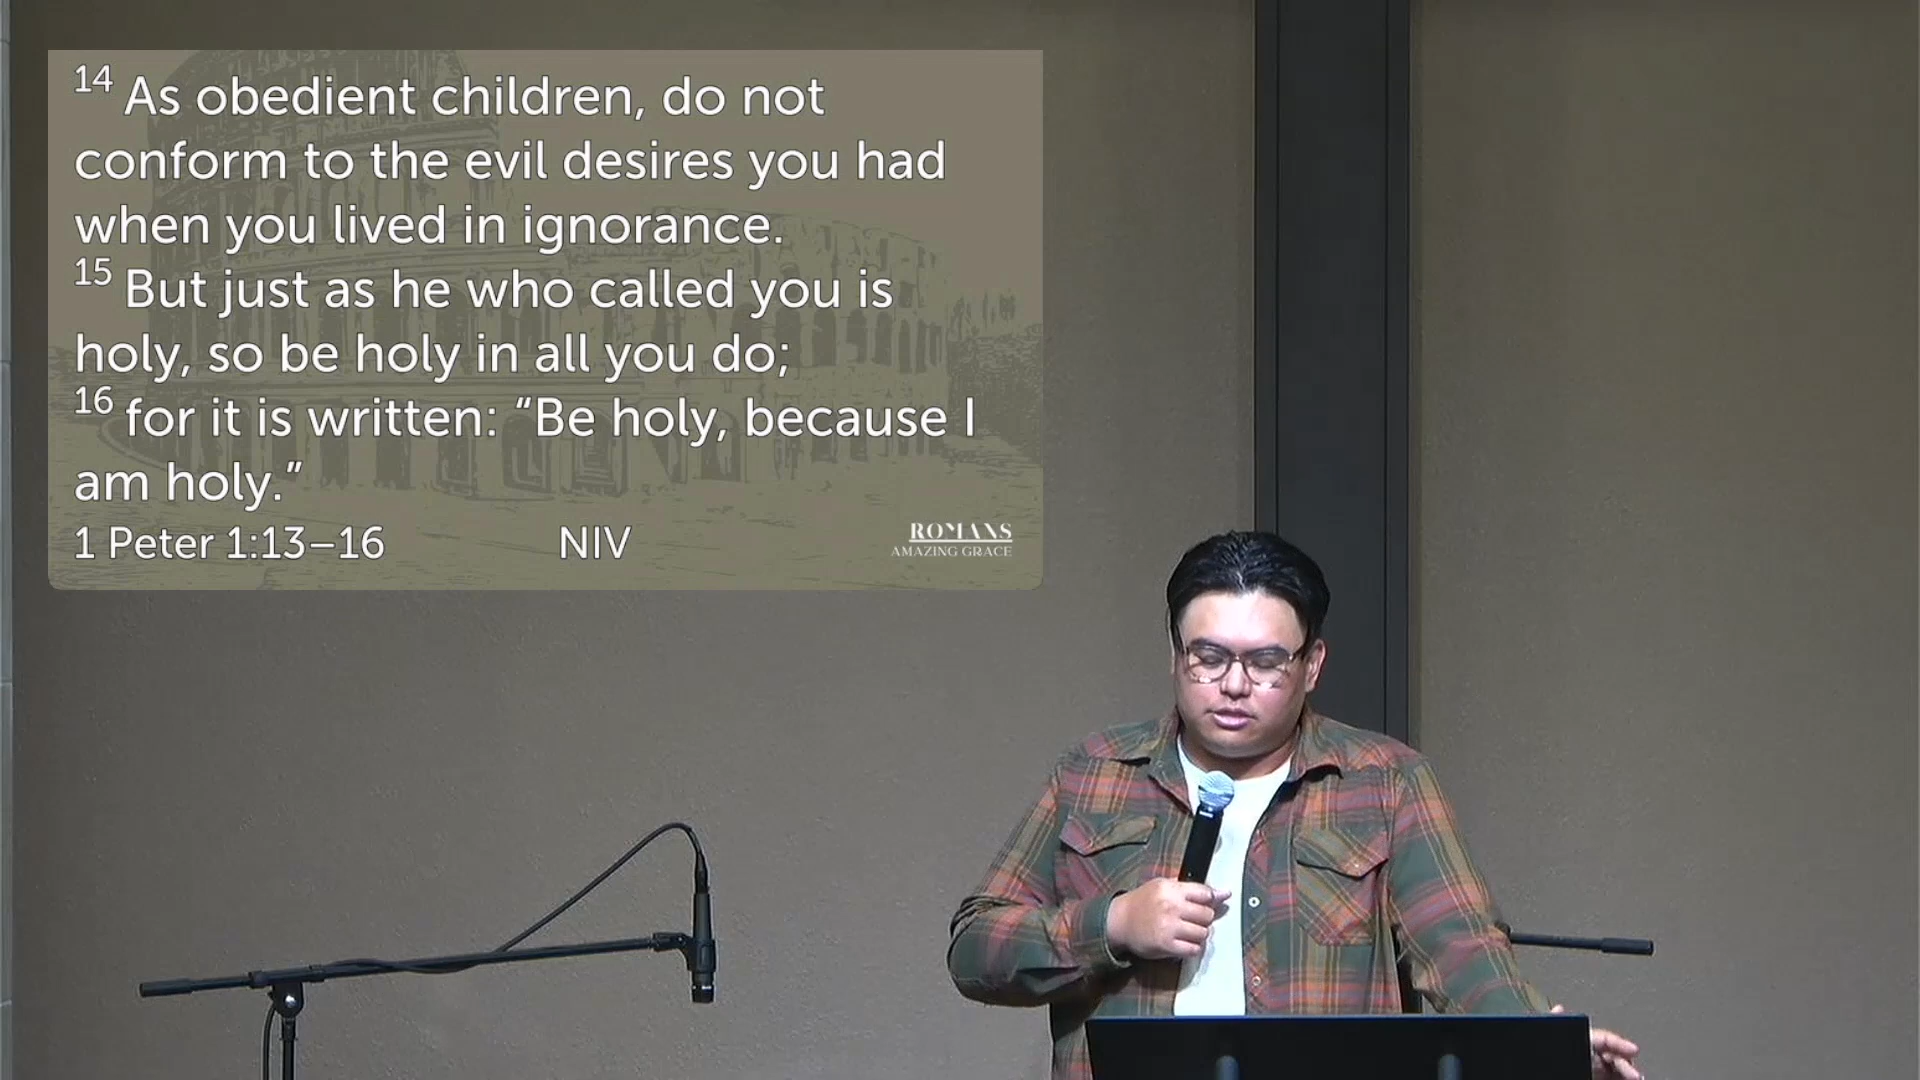 14 As obedient children, do not
conform to the evil desires you had
when you lived in ignorance.
15 But just as he who called you is
holy, so be holy in all you do;
16 for it is written: “Be holy, because I
am holy.”
1 Peter 1:13–16 NIV
ROMANS
AMAZING GRACE